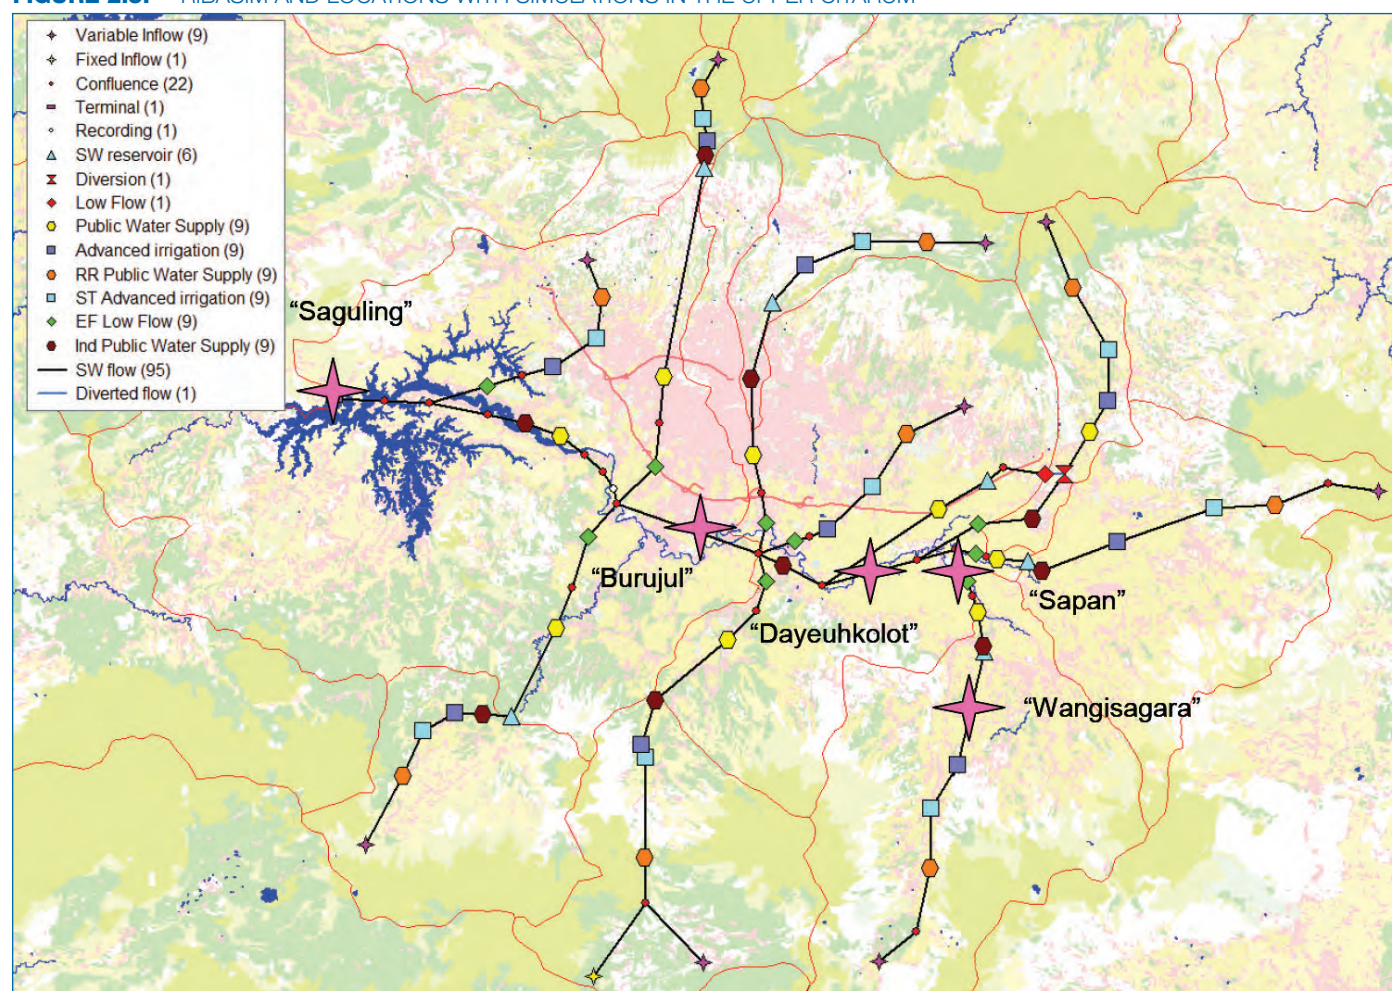 Variable Inflow (9)
Fixed Inflow (1)
Confluence (22)
Terminal (1)
Recording (1)
SW reservoir (6)
Diversion (1)
Low Flow (1)
Public Water Supply (9)
Advanced irrigation (9)
RR Public Water Supply (9)
ST Advanced irrigation (9)
EF Low Flow (9)
Ind Public Water Supply (9)
SW flow (95)
Diverted flow (1)
“Saguling”
“Burujul”
“Sapan”
“Dayeuhkolot”
“Wangisagara”